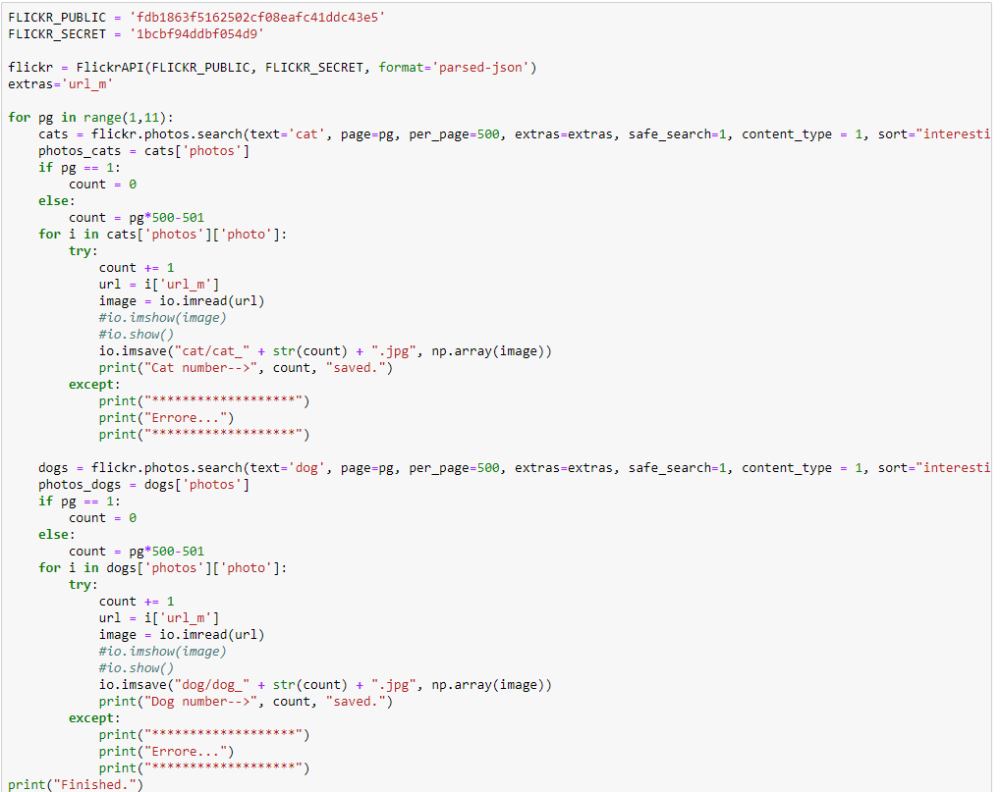 FLICKR_PUBLIC = 'fdb1863f5162502cf08eafc41ddc43e5'
FLICKR_SECRET = '1bcbf94ddbf054d9'

flickr = FlickrAPI(FLICKR_PUBLIC, FLICKR_SECRET, format='parsed-json')
extras='url_m'

for pg in range(1,11):
    cats = flickr.photos.search(text='cat', page=pg, per_page=500, extras=extras, safe_search=1, content_type = 1, sort="interesti
    photos_cats = cats['photos']
    if pg == 1:
        count = 0
    else:
        count = pg*500-501
    for i in cats['photos']['photo']:
        try:
            count += 1
            url = i['url_m']
            image = io.imread(url)
            #io.imshow(image)
            #io.show()
            io.imsave("cat/cat_" + str(count) + ".jpg", np.array(image))
            print("Cat number-->", count, "saved.")
        except:
            print("*******************")
            print("Errore...")
            print("*******************")

    dogs = flickr.photos.search(text='dog', page=pg, per_page=500, extras=extras, safe_search=1, content_type = 1, sort="interesti
    photos_dogs = dogs['photos']
    if pg == 1:
        count = 0
    else:
        count = pg*500-501
    for i in dogs['photos']['photo']:
        try:
            count += 1
            url = i['url_m']
            image = io.imread(url)
            #io.imshow(image)
            #io.show()
            io.imsave("dog/dog_" + str(count) + ".jpg", np.array(image))
            print("Dog number-->", count, "saved.")
        except:
            print("*******************")
            print("Errore...")
            print("*******************")
print("Finished.")